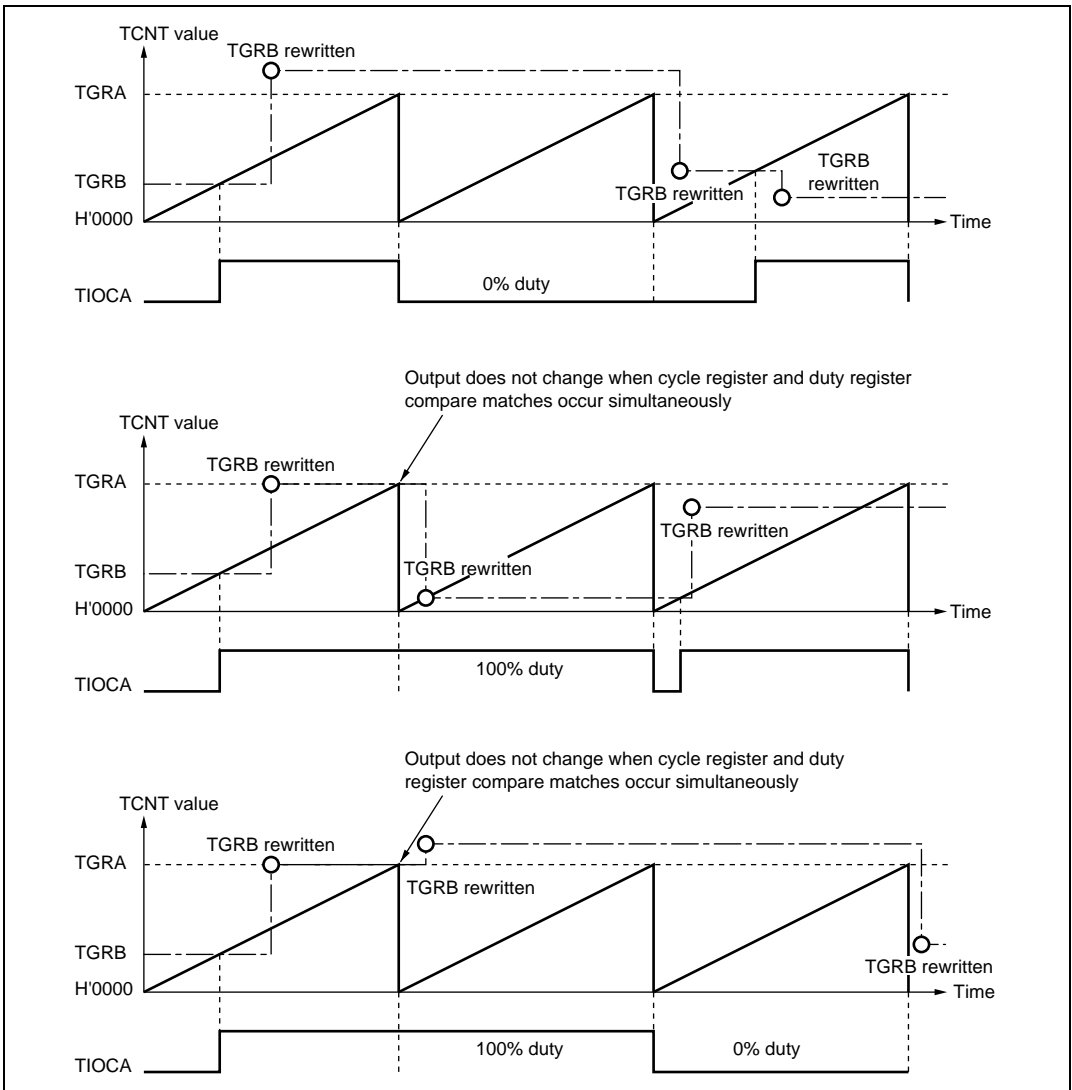 TCNT value
TGRB rewritten
TGRA
TGRB
TGRB rewritten
TGRB
rewritten
H'0000
Time
TIOCA
0% duty
Output does not change when cycle register and duty register
compare matches occur simultaneously
TCNT value
TGRB rewritten
TGRA
TGRB rewritten
TGRB
TGRB rewritten
H'0000
Time
TIOCA
100% duty
Output does not change when cycle register and duty
register compare matches occur simultaneously
TCNT value
TGRB rewritten
TGRA
TGRB rewritten
TGRB
TGRB rewritten
H'0000
Time
TIOCA
100% duty
0% duty